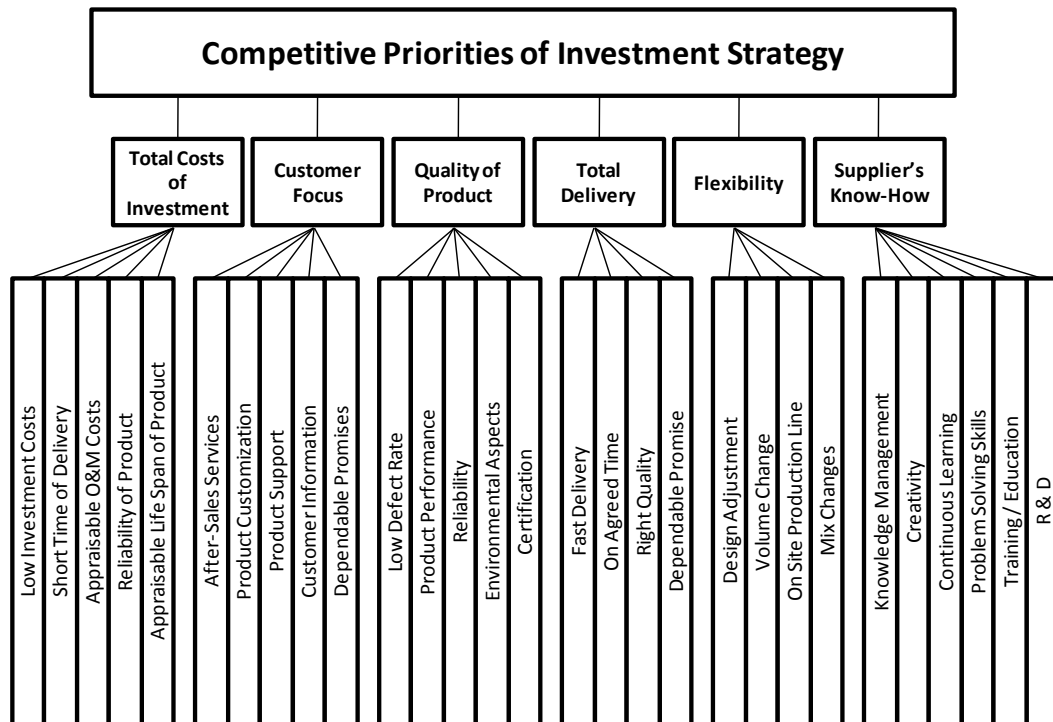 Competitive Priorities of Investment Strategy
Total Costs
of
Investment
Customer
Focus
Quality of
Product
Total
Delivery
Flexibility
Supplier's
Know-How
Low Investment Costs
Short Time of Delivery
Appraisable O&M Costs
Reliability of Product
Appraisable Life Span of Product
After-Sales Services
Product Customization
Product Support
Customer Information
Dependable Promises
Low Defect Rate
Product Performance
Reliability
Environmental Aspects
Certification
Fast Delivery
On Agreed Time
Right Quality
Dependable Promise
Design Adjustment
Volume Change
On Site Production Line
Mix Changes
Knowledge Management
Creativity
Continuous Learning
Problem Solving Skills
Training / Education
R & D